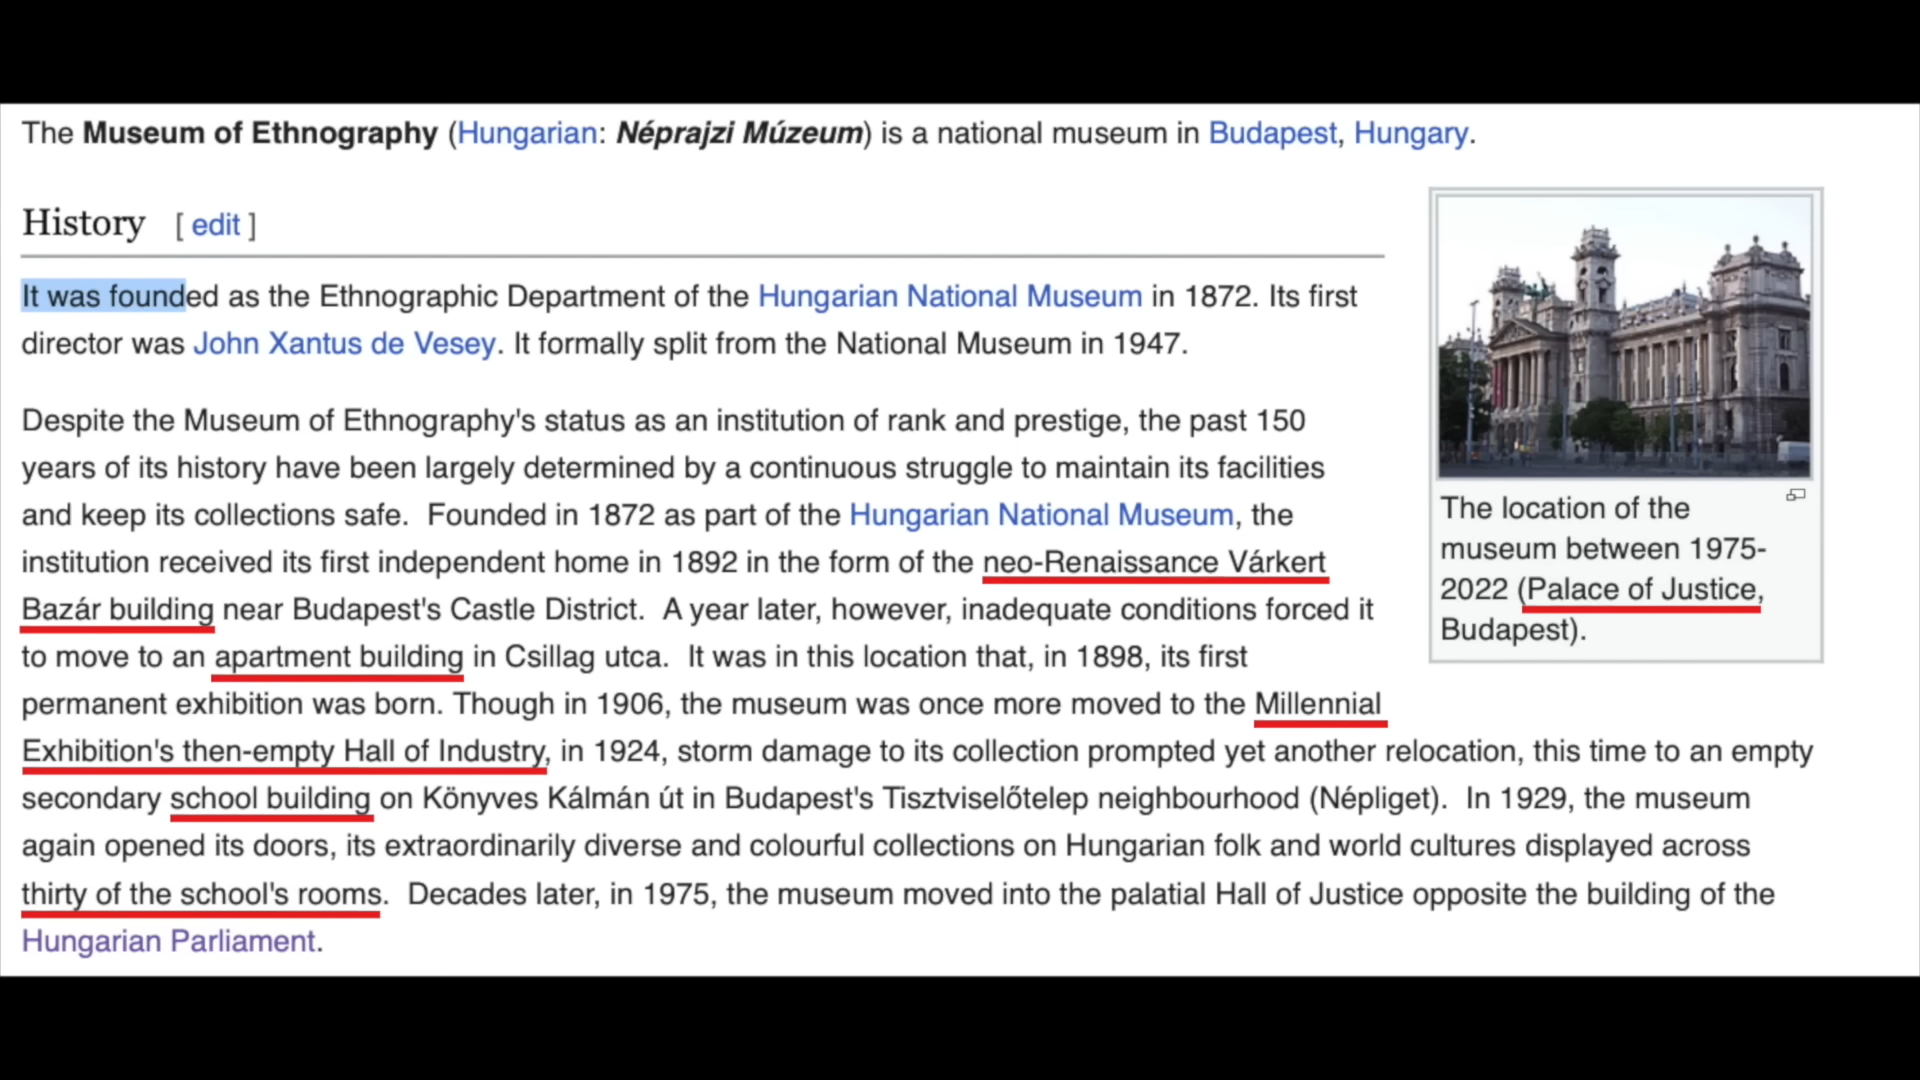 The Museum of Ethnography (Hungarian: Néprajzi Múzeum) is a national museum in Budapest, Hungary.
History [ edit ]
It was founded as the Ethnographic Department of the Hungarian National Museum in 1872. Its first
director was John Xantus de Vesey. It formally split from the National Museum in 1947.
Despite the Museum of Ethnography's status as an institution of rank and prestige, the past 150
years of its history have been largely determined by a continuous struggle to maintain its facilities
and keep its collections safe. Founded in 1872 as part of the Hungarian National Museum, the
institution received its first independent home in 1892 in the form of the neo-Renaissance Várkert
Bazár building near Budapest's Castle District. A year later, however, inadequate conditions forced it
to move to an apartment building in Csillag utca. It was in this location that, in 1898, its first
permanent exhibition was born. Though in 1906, the museum was once more moved to the Millennial
Exhibition's then-empty Hall of Industry, in 1924, storm damage to its collection prompted yet another relocation, this time to an empty
secondary school building on Könyves Kálmán út in Budapest's Tisztviselőtelep neighbourhood (Népliget). In 1929, the museum
again opened its doors, its extraordinarily diverse and colourful collections on Hungarian folk and world cultures displayed across
thirty of the school's rooms. Decades later, in 1975, the museum moved into the palatial Hall of Justice opposite the building of the
Hungarian Parliament.
The location of the
museum between 1975-
2022 (Palace of Justice,
Budapest).